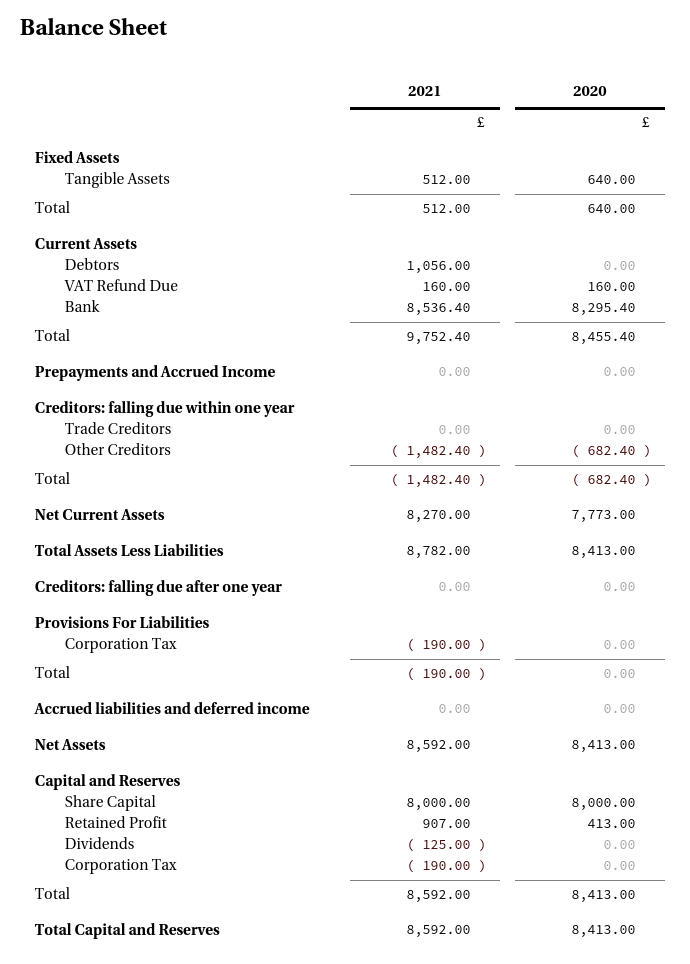 Balance Sheet
2021 2020
£ £
Fixed Assets
Tangible Assets 512.00 640.00
Total 512.00 640.00
Current Assets
Debtors 1,056.00 0.00
VAT Refund Due 160.00 160.00
Bank 8,536.40 8,295.40
Total 9,752.40 8,455.40
Prepayments and Accrued Income 0.00 0.00
Creditors: falling due within one year
Trade Creditors 0.00 0.00
Other Creditors ( 1,482.40 ) ( 682.40 )
Total ( 1,482.40 ) ( 682.40 )
Net Current Assets 8,270.00 7,773.00
Total Assets Less Liabilities 8,782.00 8,413.00
Creditors: falling due after one year 0.00 0.00
Provisions For Liabilities
Corporation Tax ( 190.00 ) 0.00
Total ( 190.00 ) 0.00
Accrued liabilities and deferred income 0.00 0.00
Net Assets 8,592.00 8,413.00
Capital and Reserves
Share Capital 8,000.00 8,000.00
Retained Profit 907.00 413.00
Dividends ( 125.00 ) 0.00
Corporation Tax ( 190.00 ) 0.00
Total 8,592.00 8,413.00
Total Capital and Reserves 8,592.00 8,413.00